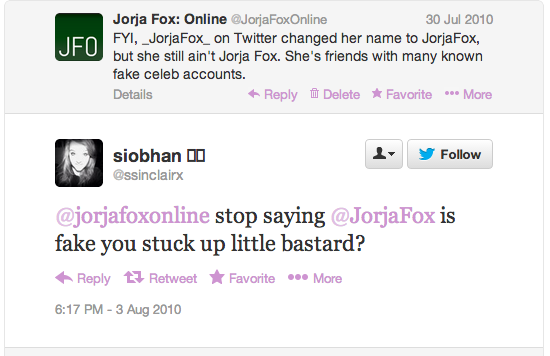 JFO
Jorja Fox: Online @JorjaFoxOnline 30 Jul 2010
FYI, _JorjaFox_ on Twitter changed her name to JorjaFox,
but she still ain't Jorja Fox. She's friends with many known
fake celeb accounts.
Details Reply Delete Favorite More
siobhan
@ssinclairx
Follow
@jorjafoxonline stop saying @JorjaFox is
fake you stuck up little bastard?
Reply Retweet Favorite More
6:17 PM - 3 Aug 2010